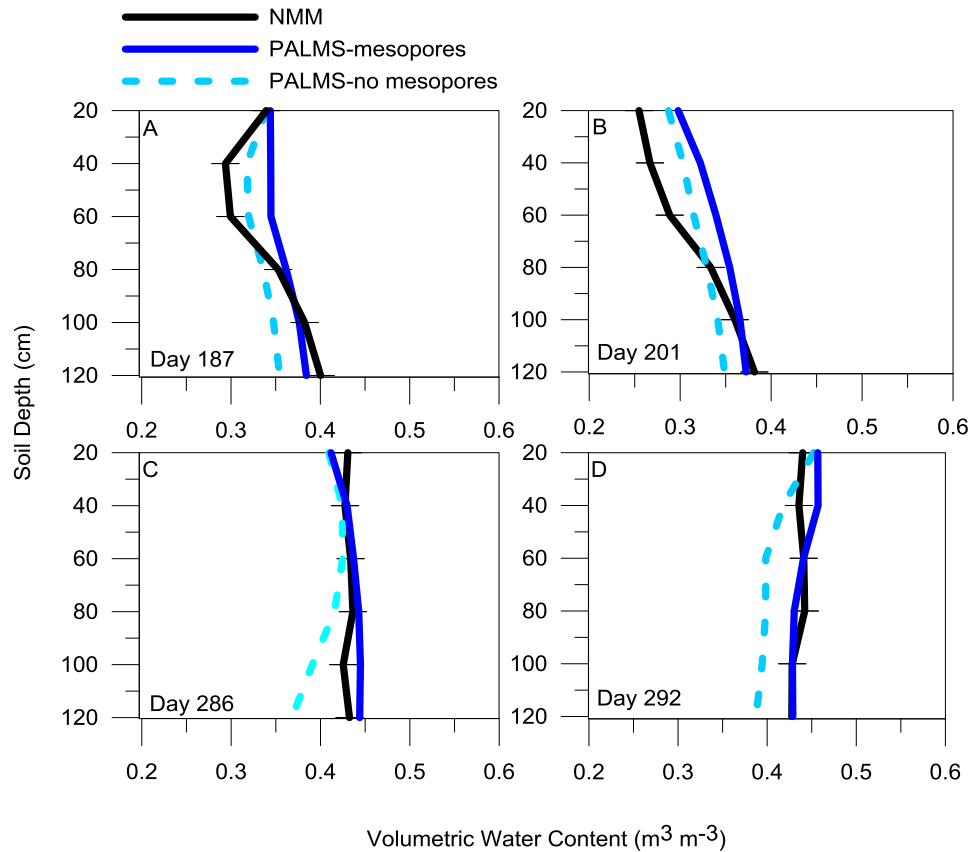 NMM
PALMS-mesopores
PALMS-no mesopores
A
20
40
60
80
100
120
Day 187
0.2 0.3 0.4 0.5 0.6
B
20
40
60
80
100
120
Day 201
0.2 0.3 0.4 0.5 0.6
C
20
40
60
80
100
120
Day 286
0.2 0.3 0.4 0.5 0.6
D
20
40
60
80
100
120
Day 292
0.2 0.3 0.4 0.5 0.6
Soil Depth (cm)
Volumetric Water Content (m³ m⁻³)